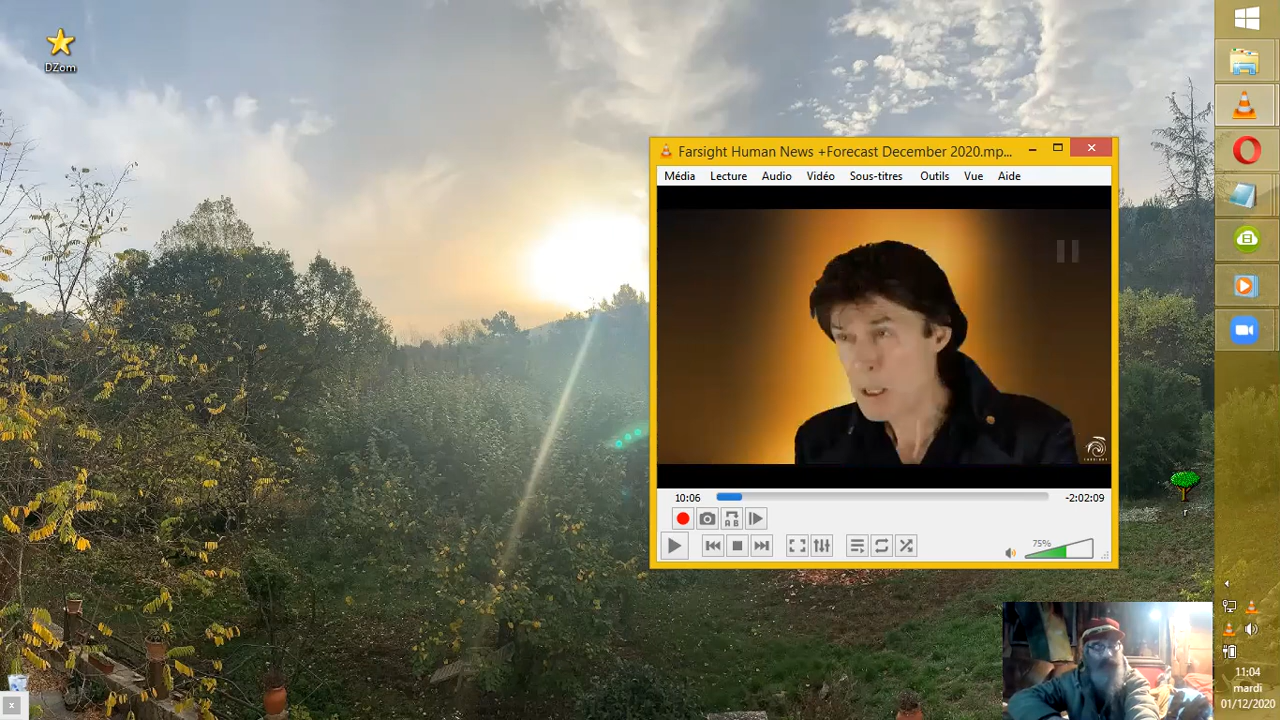 DZom
Farsight Human News +Forecast December 2020.mp...
Média Lecture Audio Vidéo Sous-titres Outils Vue Aide
10:06
-2:02:09
A B
75%
r
11:04
mardi
01/12/2020